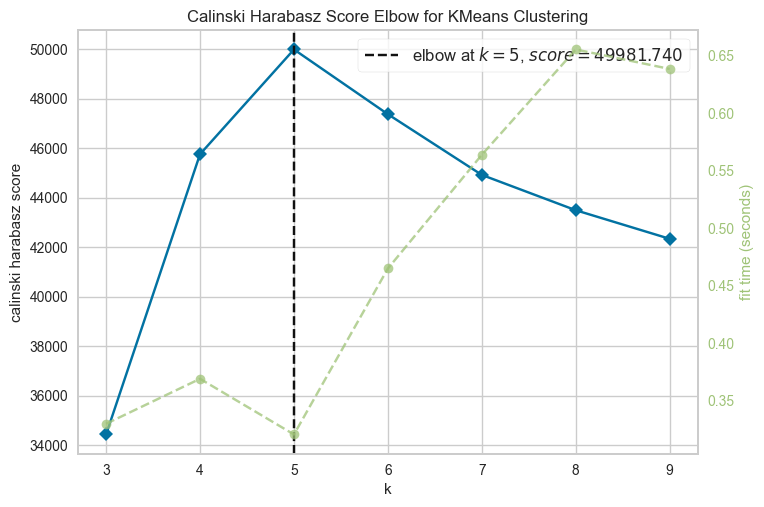 Calinski Harabasz Score Elbow for KMeans Clustering
elbow at k = 5, score = 49981.740
calinski harabasz score
50000
48000
46000
44000
42000
40000
38000
36000
34000
0.65
0.60
0.55
0.50
0.45
0.40
0.35
fit time (seconds)
3 4 5 6 7 8 9
k